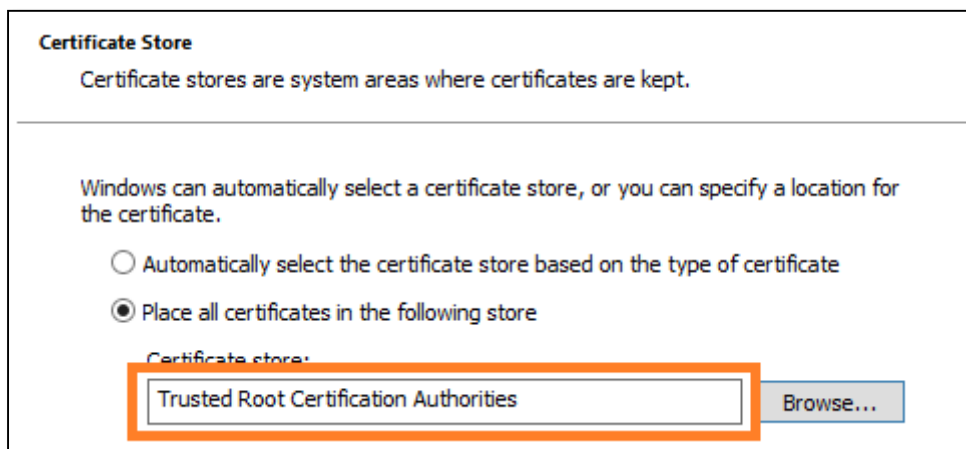 Certificate Store
Certificate stores are system areas where certificates are kept.
Windows can automatically select a certificate store, or you can specify a location for
the certificate.
Automatically select the certificate store based on the type of certificate
Place all certificates in the following store
Certificate store:
Trusted Root Certification Authorities
Browse...